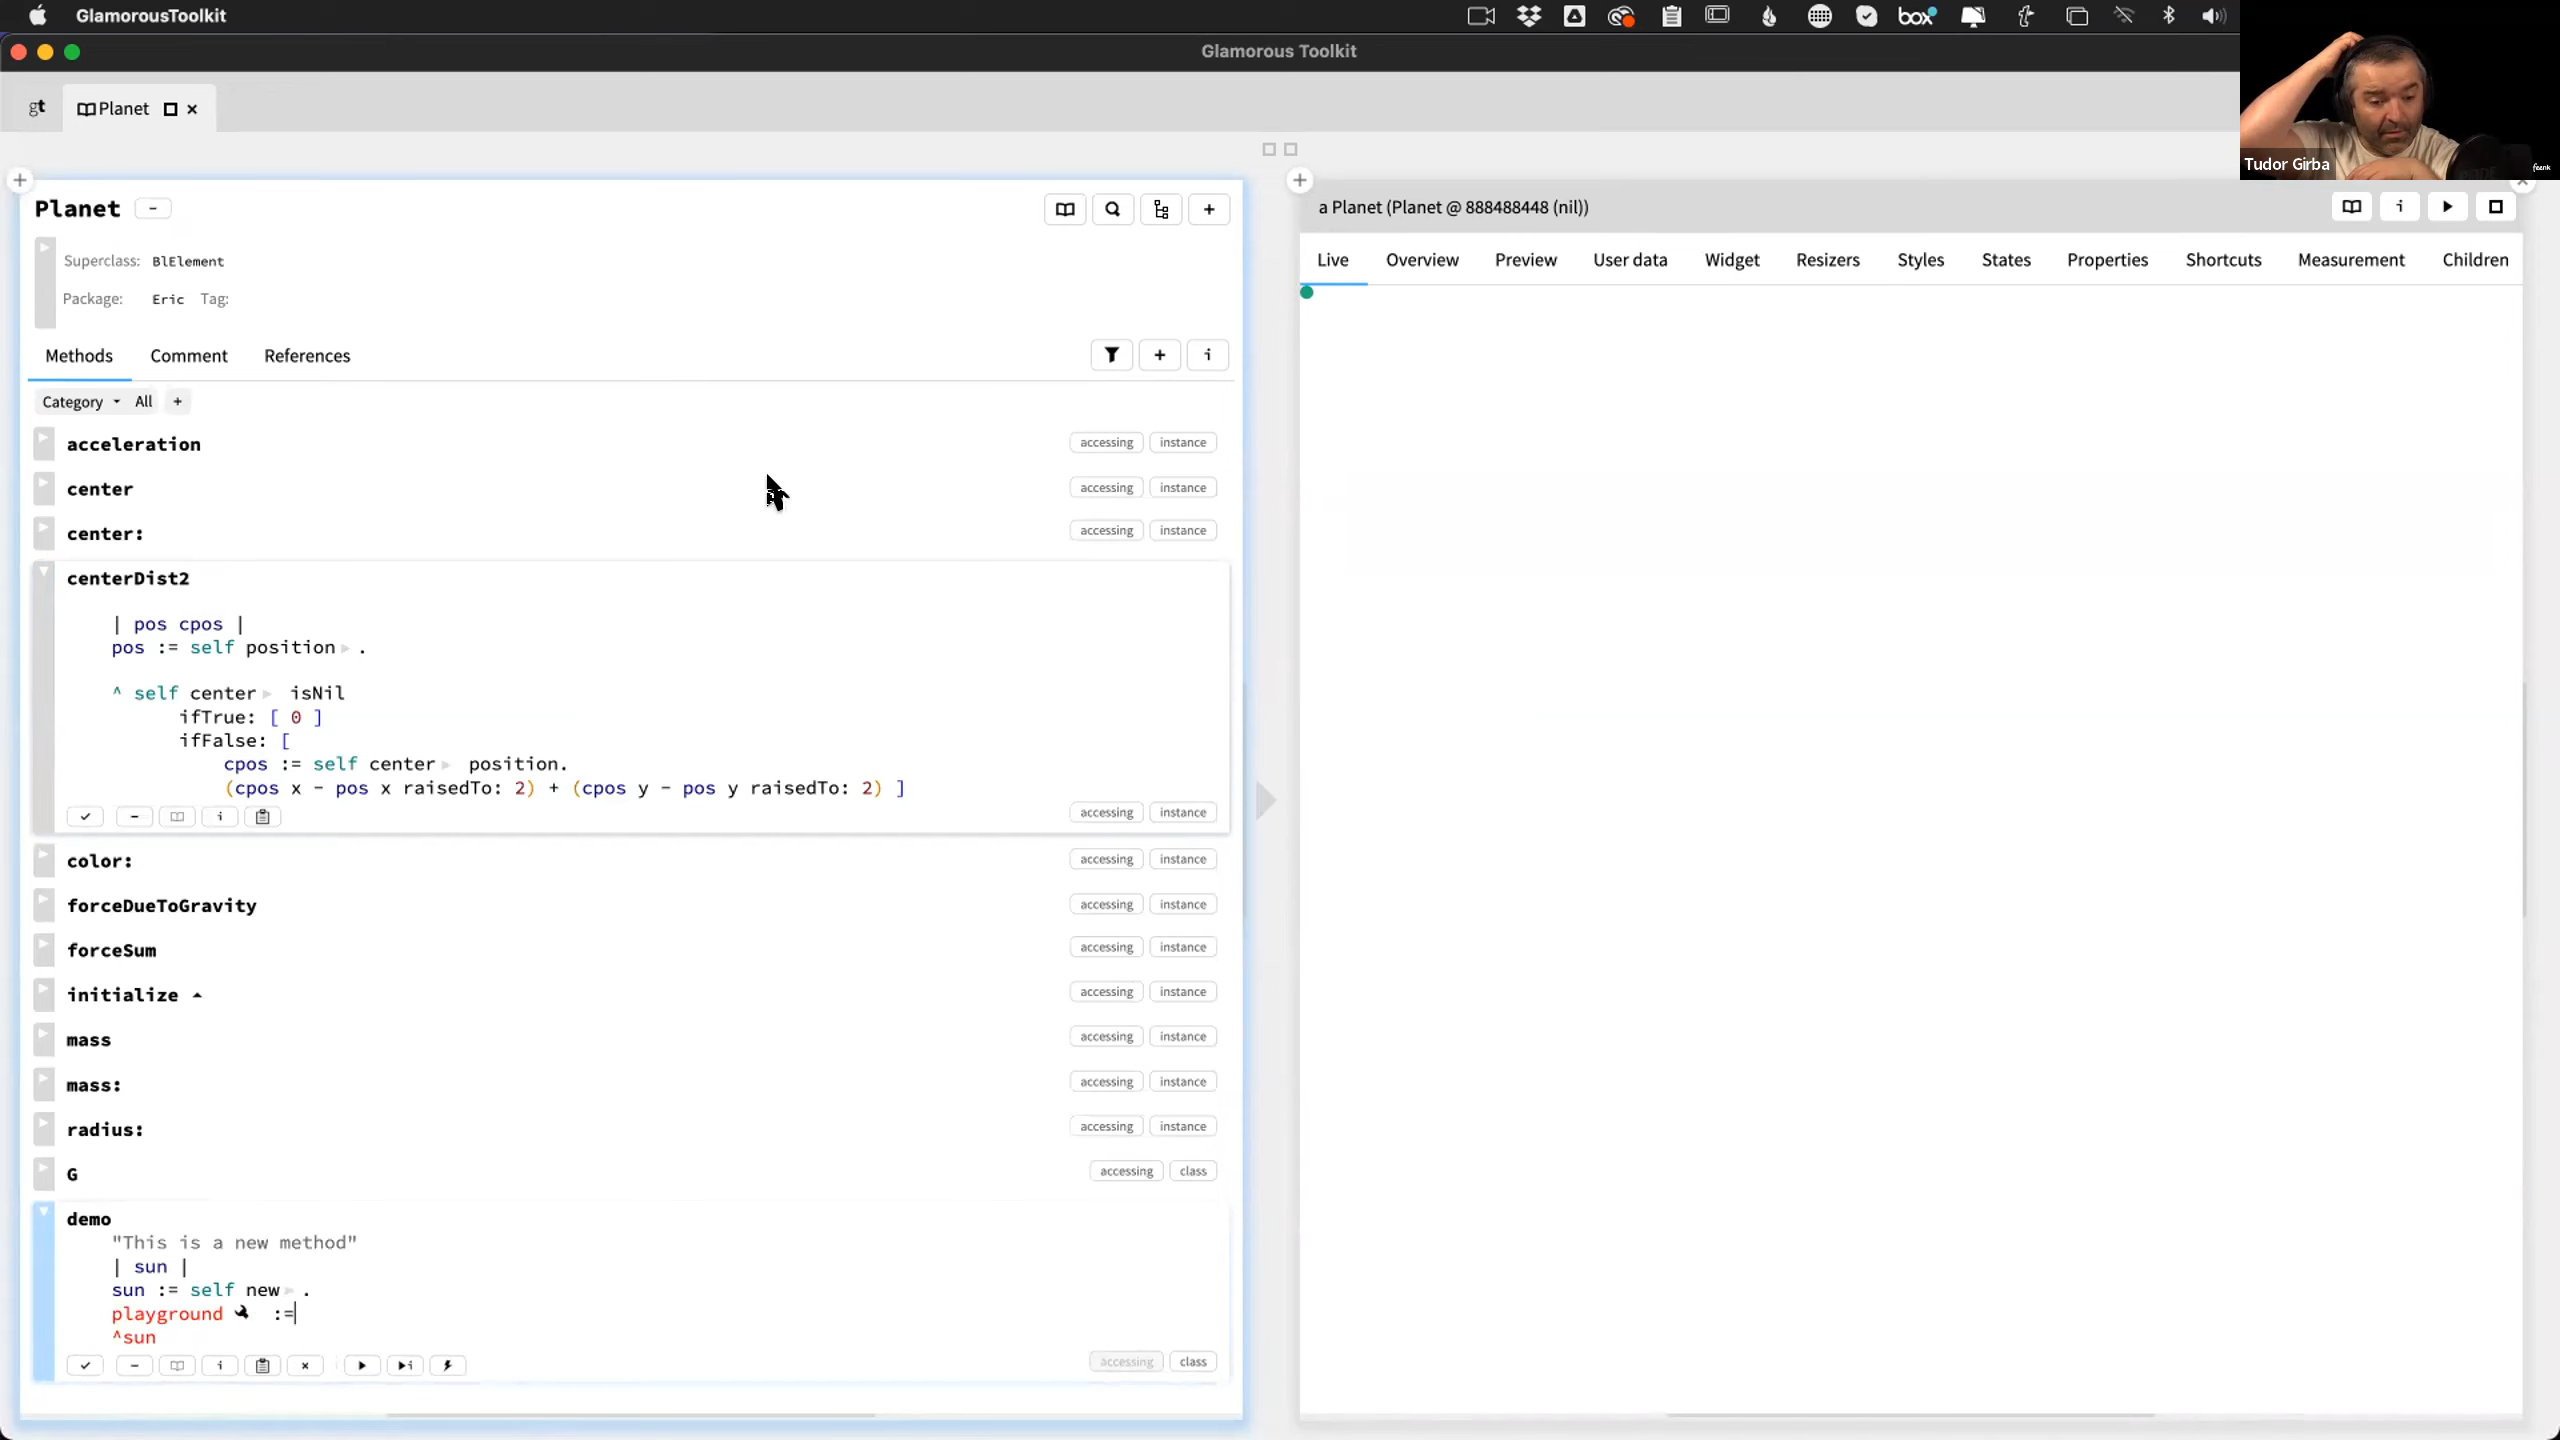 GlamorousToolkit
box
Glamorous Toolkit
gt
Planet
Tudor Girba
feenk
Planet
Superclass: BlElement
Package: Eric Tag:
Methods Comment References
Category All +
acceleration accessing instance
center accessing instance
center: accessing instance
centerDist2
| pos cpos |
pos := self position .
^ self center isNil
ifTrue: [ 0 ]
ifFalse: [
cpos := self center position.
(cpos x - pos x raisedTo: 2) + (cpos y - pos y raisedTo: 2) ]
i accessing instance
color: accessing instance
forceDueToGravity accessing instance
forceSum accessing instance
initialize accessing instance
mass accessing instance
mass: accessing instance
radius: accessing instance
G accessing class
demo
"This is a new method"
| sun |
sun := self new .
playground :=
^sun
i i accessing class
a Planet (Planet @ 888488448 (nil))
Live Overview Preview User data Widget Resizers Styles States Properties Shortcuts Measurement Children